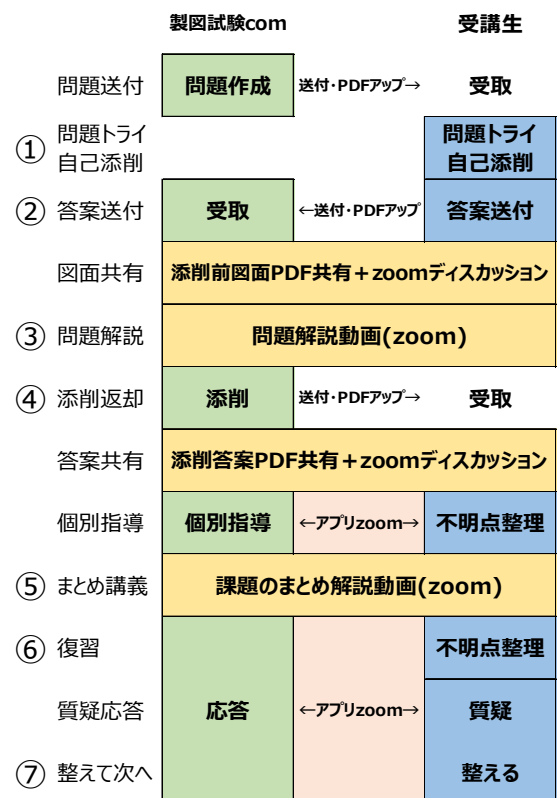 製図試験com 受講生
問題送付 問題作成 送付・PDFアップ→ 受取
① 問題トライ 問題トライ
自己添削 自己添削
② 答案送付 受取 ←送付・PDFアップ 答案送付
図面共有 添削前図面PDF共有＋zoomディスカッション
③ 問題解説 問題解説動画(zoom)
④ 添削返却 添削 送付・PDFアップ→ 受取
答案共有 添削答案PDF共有＋zoomディスカッション
個別指導 個別指導 ←アプリzoom→ 不明点整理
⑤ まとめ講義 課題のまとめ解説動画(zoom)
⑥ 復習 不明点整理
質疑応答 応答 ←アプリzoom→ 質疑
⑦ 整えて次へ 整える